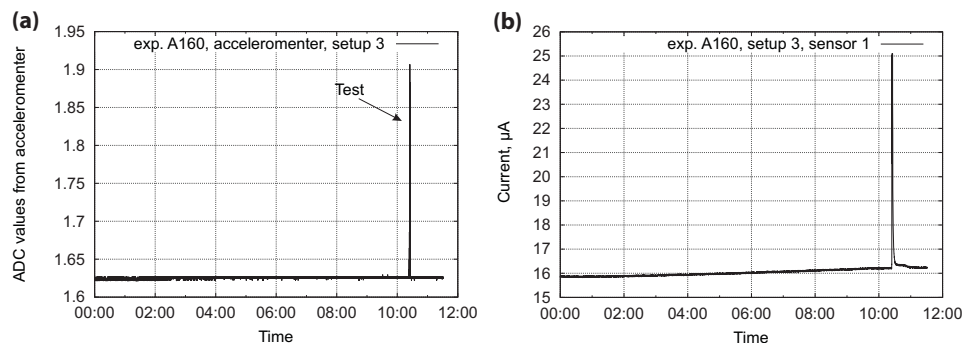 (a)
exp. A160, acceleromenter, setup 3
Test
ADC values from acceleromenter
1.95
1.9
1.85
1.8
1.75
1.7
1.65
1.6
00:00 02:00 04:00 06:00 08:00 10:00 12:00
Time
(b)
exp. A160, setup 3, sensor 1
Current, μA
26
25
24
23
22
21
20
19
18
17
16
15
00:00 02:00 04:00 06:00 08:00 10:00 12:00
Time